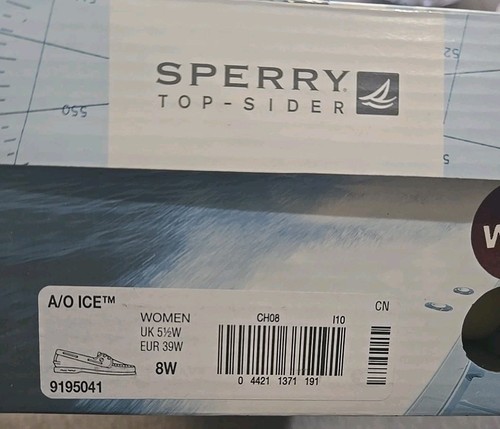 SPERRY
TOP-SIDER
550
A/O ICE™
WOMEN
UK 5½W
EUR 39W
8W
9195041
CH08 I10
0 4421 1371 191
CN
W